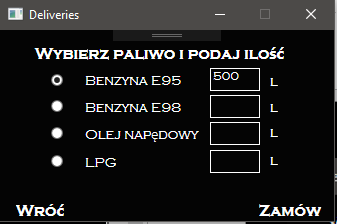 Deliveries
Wybierz paliwo i podaj ilość
Benzyna E95 500 L
Benzyna E98 L
Olej napędowy L
LPG L
Wróć Zamów